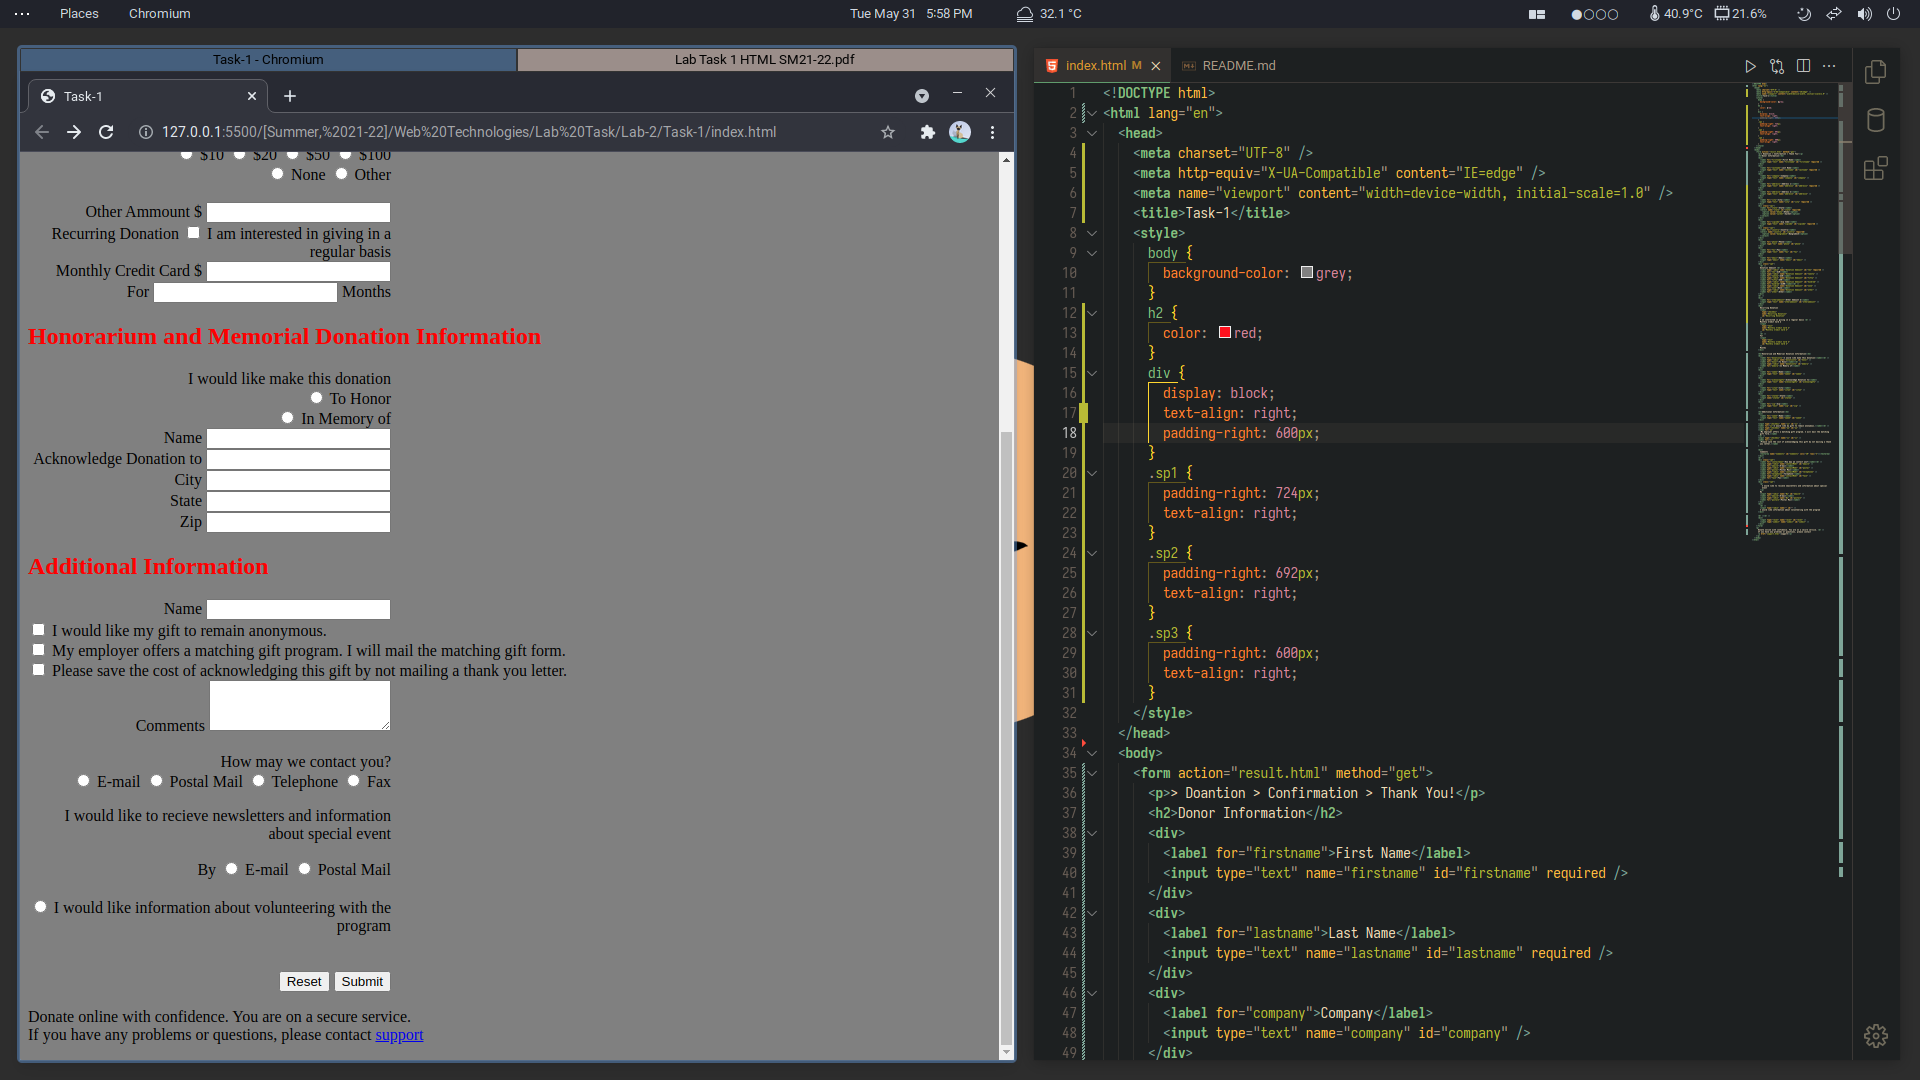 Places Chromium Tue May 31 5:58 PM 32.1 °C 40.9°C 21.6%
Task-1 - Chromium
Lab Task 1 HTML SM21-22.pdf
Task-1
127.0.0.1:5500/[Summer,%2021-22]/Web%20Technologies/Lab%20Task/Lab-2/Task-1/index.html
$10 $20 $50 $100
None Other
Other Ammount $
Recurring Donation I am interested in giving in a
regular basis
Monthly Credit Card $
For Months
Honorarium and Memorial Donation Information
I would like make this donation
To Honor
In Memory of
Name
Acknowledge Donation to
City
State
Zip
Additional Information
Name
I would like my gift to remain anonymous.
My employer offers a matching gift program. I will mail the matching gift form.
Please save the cost of acknowledging this gift by not mailing a thank you letter.
Comments
How may we contact you?
E-mail Postal Mail Telephone Fax
I would like to recieve newsletters and information
about special event
By E-mail Postal Mail
I would like information about volunteering with the
program
Reset Submit
Donate online with confidence. You are on a secure service.
If you have any problems or questions, please contact support
index.html M README.md
1 <!DOCTYPE html>
2 <html lang="en">
3 <head>
4 <meta charset="UTF-8" />
5 <meta http-equiv="X-UA-Compatible" content="IE=edge" />
6 <meta name="viewport" content="width=device-width, initial-scale=1.0" />
7 <title>Task-1</title>
8 <style>
9 body {
10 background-color: grey;
11 }
12 h2 {
13 color: red;
14 }
15 div {
16 display: block;
17 text-align: right;
18 padding-right: 600px;
19 }
20 .sp1 {
21 padding-right: 724px;
22 text-align: right;
23 }
24 .sp2 {
25 padding-right: 692px;
26 text-align: right;
27 }
28 .sp3 {
29 padding-right: 600px;
30 text-align: right;
31 }
32 </style>
33 </head>
34 <body>
35 <form action="result.html" method="get">
36 <p>> Doantion > Confirmation > Thank You!</p>
37 <h2>Donor Information</h2>
38 <div>
39 <label for="firstname">First Name</label>
40 <input type="text" name="firstname" id="firstname" required />
41 </div>
42 <div>
43 <label for="lastname">Last Name</label>
44 <input type="text" name="lastname" id="lastname" required />
45 </div>
46 <div>
47 <label for="company">Company</label>
48 <input type="text" name="company" id="company" />
49 </div>